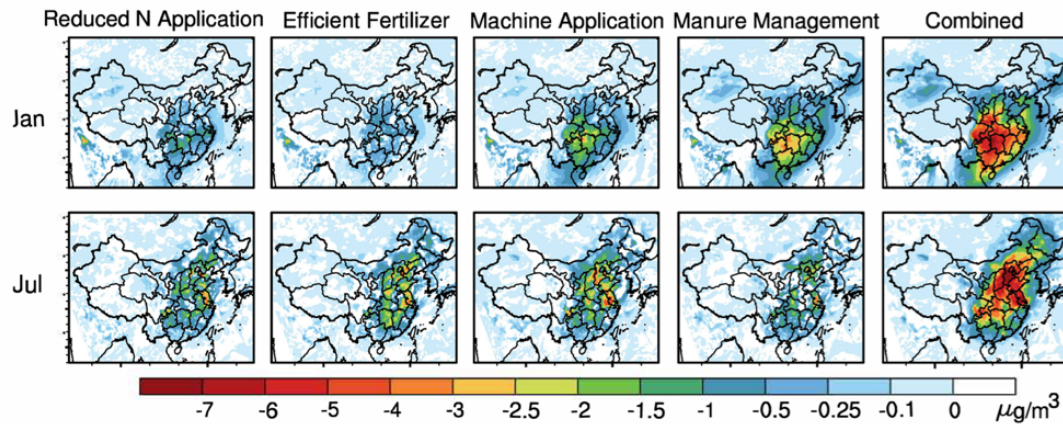 Reduced N Application Efficient Fertilizer Machine Application Manure Management Combined
Jan
Jul
-7 -6 -5 -4 -3 -2.5 -2 -1.5 -1 -0.5 -0.25 -0.1 0 μg/m³